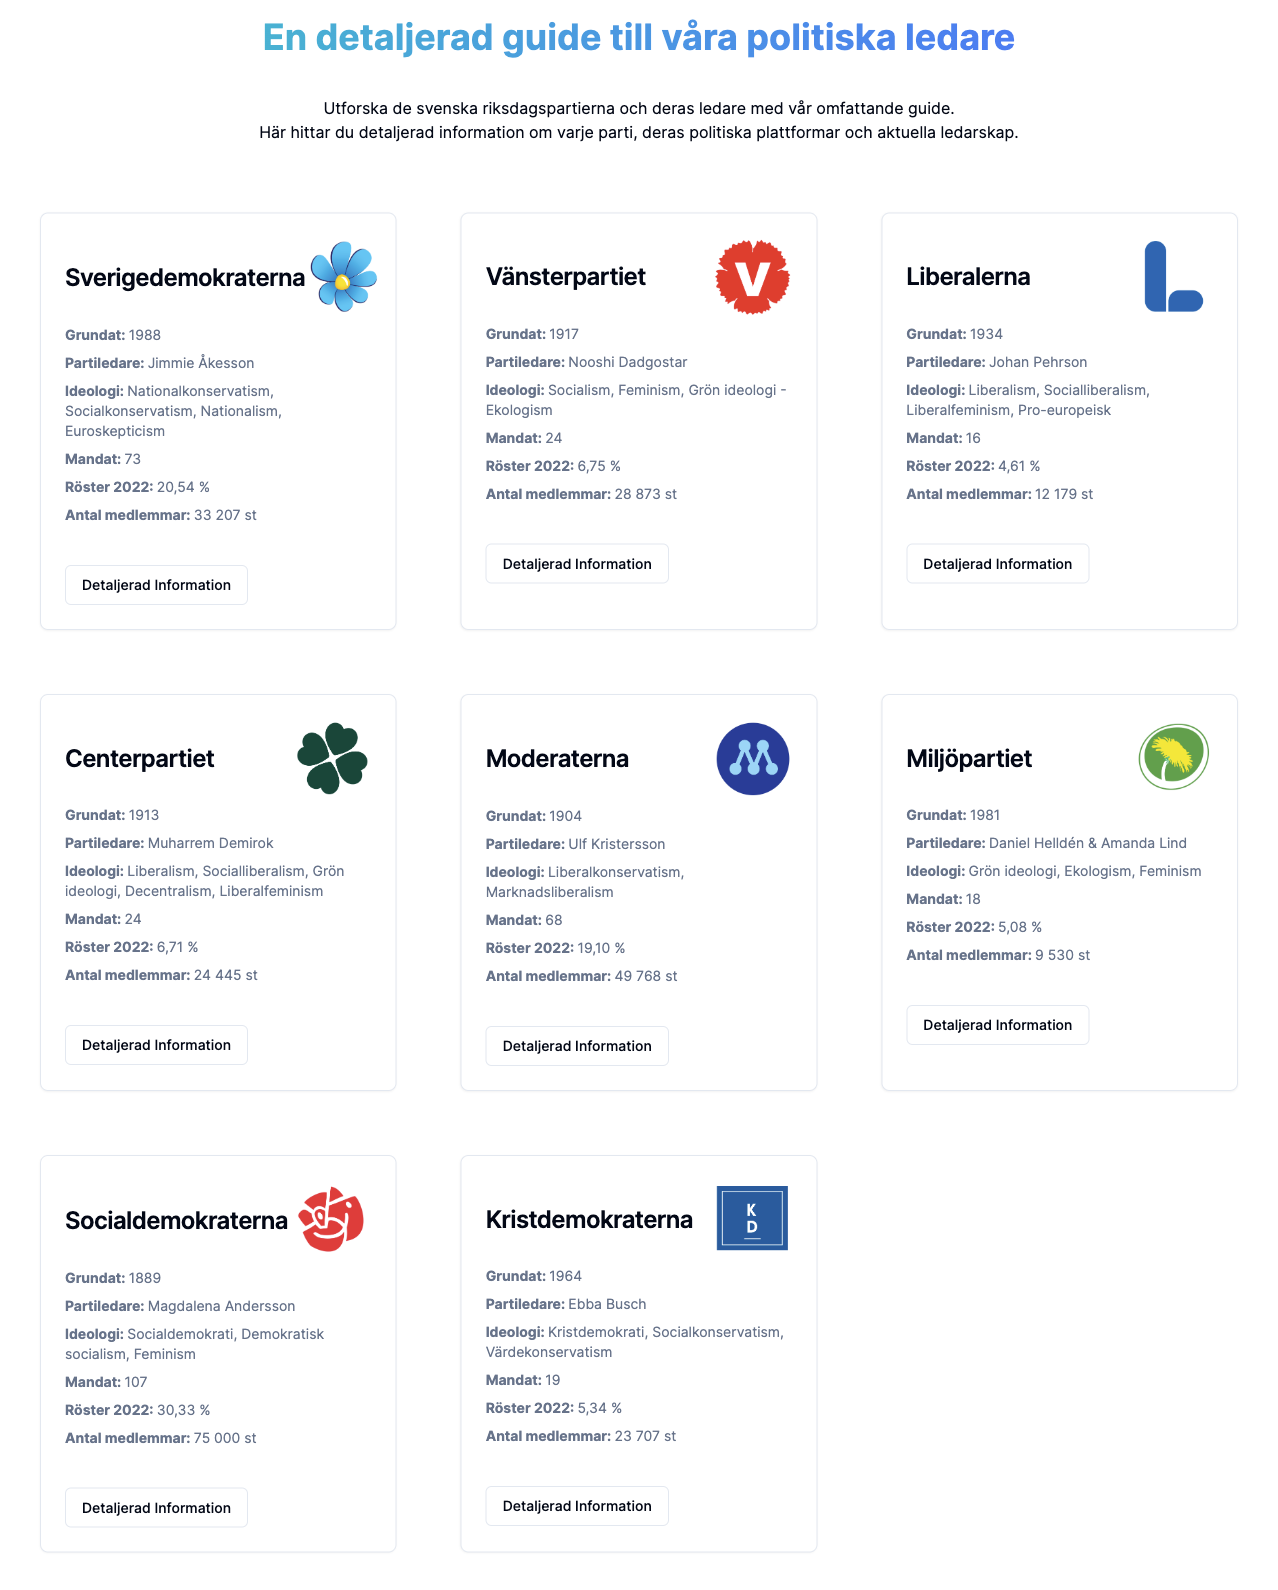 En detaljerad guide till våra politiska ledare
Utforska de svenska riksdagspartierna och deras ledare med vår omfattande guide.
Här hittar du detaljerad information om varje parti, deras politiska plattformar och aktuella ledarskap.
Sverigedemokraterna
Grundat: 1988
Partiledare: Jimmie Åkesson
Ideologi: Nationalkonservatism,
Socialkonservatism, Nationalism,
Euroskepticism
Mandat: 73
Röster 2022: 20,54 %
Antal medlemmar: 33 207 st
Detaljerad Information
Vänsterpartiet
V
Grundat: 1917
Partiledare: Nooshi Dadgostar
Ideologi: Socialism, Feminism, Grön ideologi -
Ekologism
Mandat: 24
Röster 2022: 6,75 %
Antal medlemmar: 28 873 st
Detaljerad Information
Liberalerna
L
Grundat: 1934
Partiledare: Johan Pehrson
Ideologi: Liberalism, Socialliberalism,
Liberalfeminism, Pro-europeisk
Mandat: 16
Röster 2022: 4,61 %
Antal medlemmar: 12 179 st
Detaljerad Information
Centerpartiet
Grundat: 1913
Partiledare: Muharrem Demirok
Ideologi: Liberalism, Socialliberalism, Grön
ideologi, Decentralism, Liberalfeminism
Mandat: 24
Röster 2022: 6,71 %
Antal medlemmar: 24 445 st
Detaljerad Information
Moderaterna
M
Grundat: 1904
Partiledare: Ulf Kristersson
Ideologi: Liberalkonservatism,
Marknadsliberalism
Mandat: 68
Röster 2022: 19,10 %
Antal medlemmar: 49 768 st
Detaljerad Information
Miljöpartiet
Grundat: 1981
Partiledare: Daniel Helldén & Amanda Lind
Ideologi: Grön ideologi, Ekologism, Feminism
Mandat: 18
Röster 2022: 5,08 %
Antal medlemmar: 9 530 st
Detaljerad Information
Socialdemokraterna
Grundat: 1889
Partiledare: Magdalena Andersson
Ideologi: Socialdemokrati, Demokratisk
socialism, Feminism
Mandat: 107
Röster 2022: 30,33 %
Antal medlemmar: 75 000 st
Detaljerad Information
Kristdemokraterna
K
D
Grundat: 1964
Partiledare: Ebba Busch
Ideologi: Kristdemokrati, Socialkonservatism,
Värdekonservatism
Mandat: 19
Röster 2022: 5,34 %
Antal medlemmar: 23 707 st
Detaljerad Information